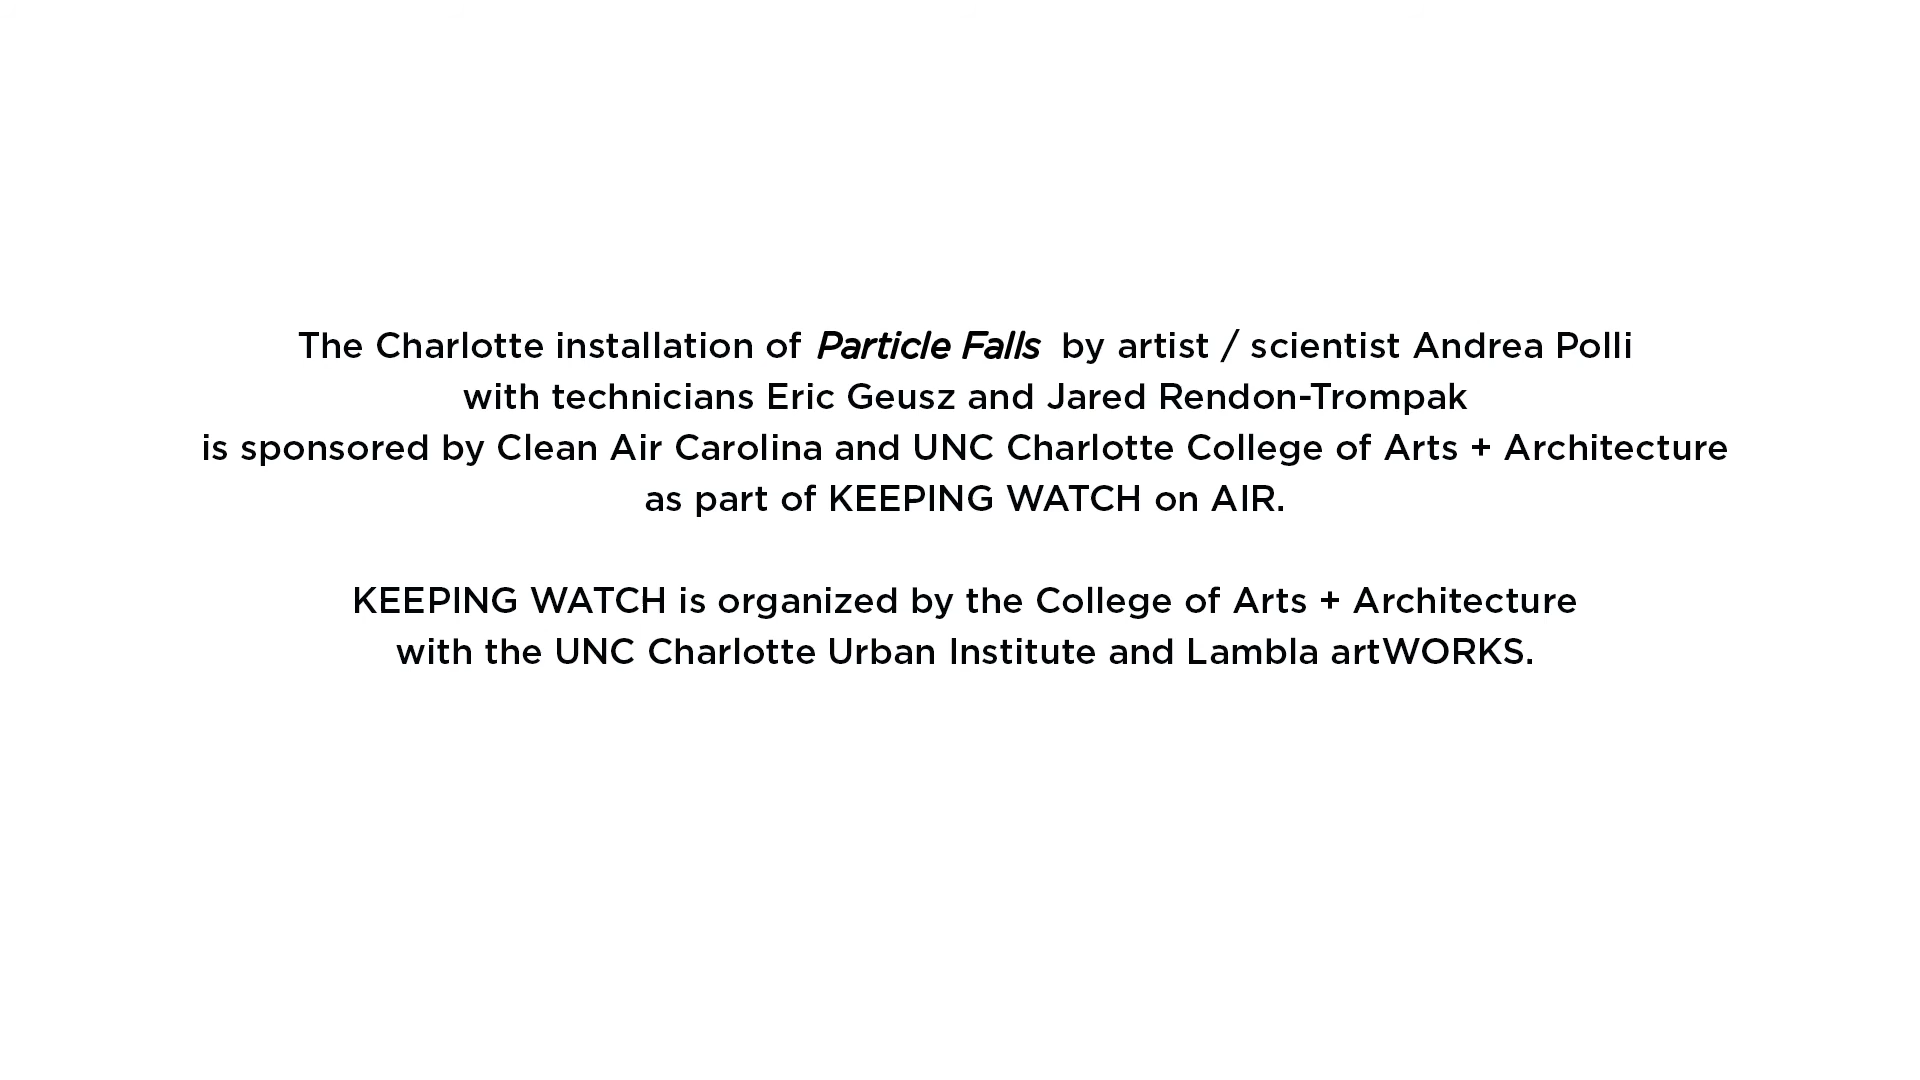 The Charlotte installation of Particle Falls by artist / scientist Andrea Polli
with technicians Eric Geusz and Jared Rendon-Trompak
is sponsored by Clean Air Carolina and UNC Charlotte College of Arts + Architecture
as part of KEEPING WATCH on AIR.
KEEPING WATCH is organized by the College of Arts + Architecture
with the UNC Charlotte Urban Institute and Lambla artWORKS.